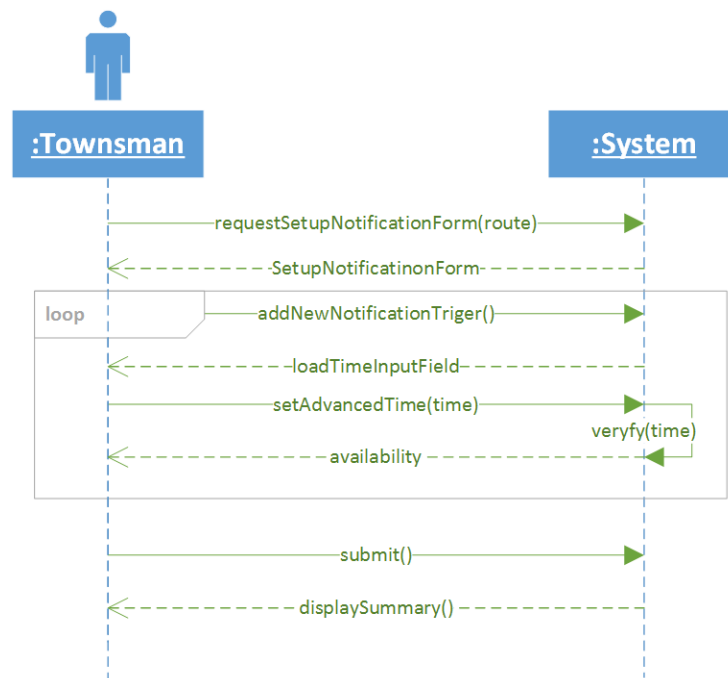 :Townsman
:System
requestSetupNotificationForm(route)
SetupNotificatinonForm
loop
addNewNotificationTriger()
loadTimeInputField
setAdvancedTime(time)
veryfy(time)
availability
submit()
displaySummary()